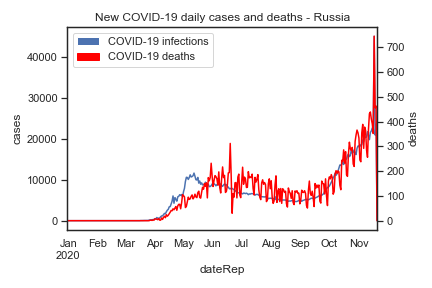 New COVID-19 daily cases and deaths - Russia
COVID-19 infections
COVID-19 deaths
40000
30000
20000
10000
0
cases
700
600
500
400
300
200
100
0
deaths
Jan Feb Mar Apr May Jun Jul Aug Sep Oct Nov
2020
dateRep